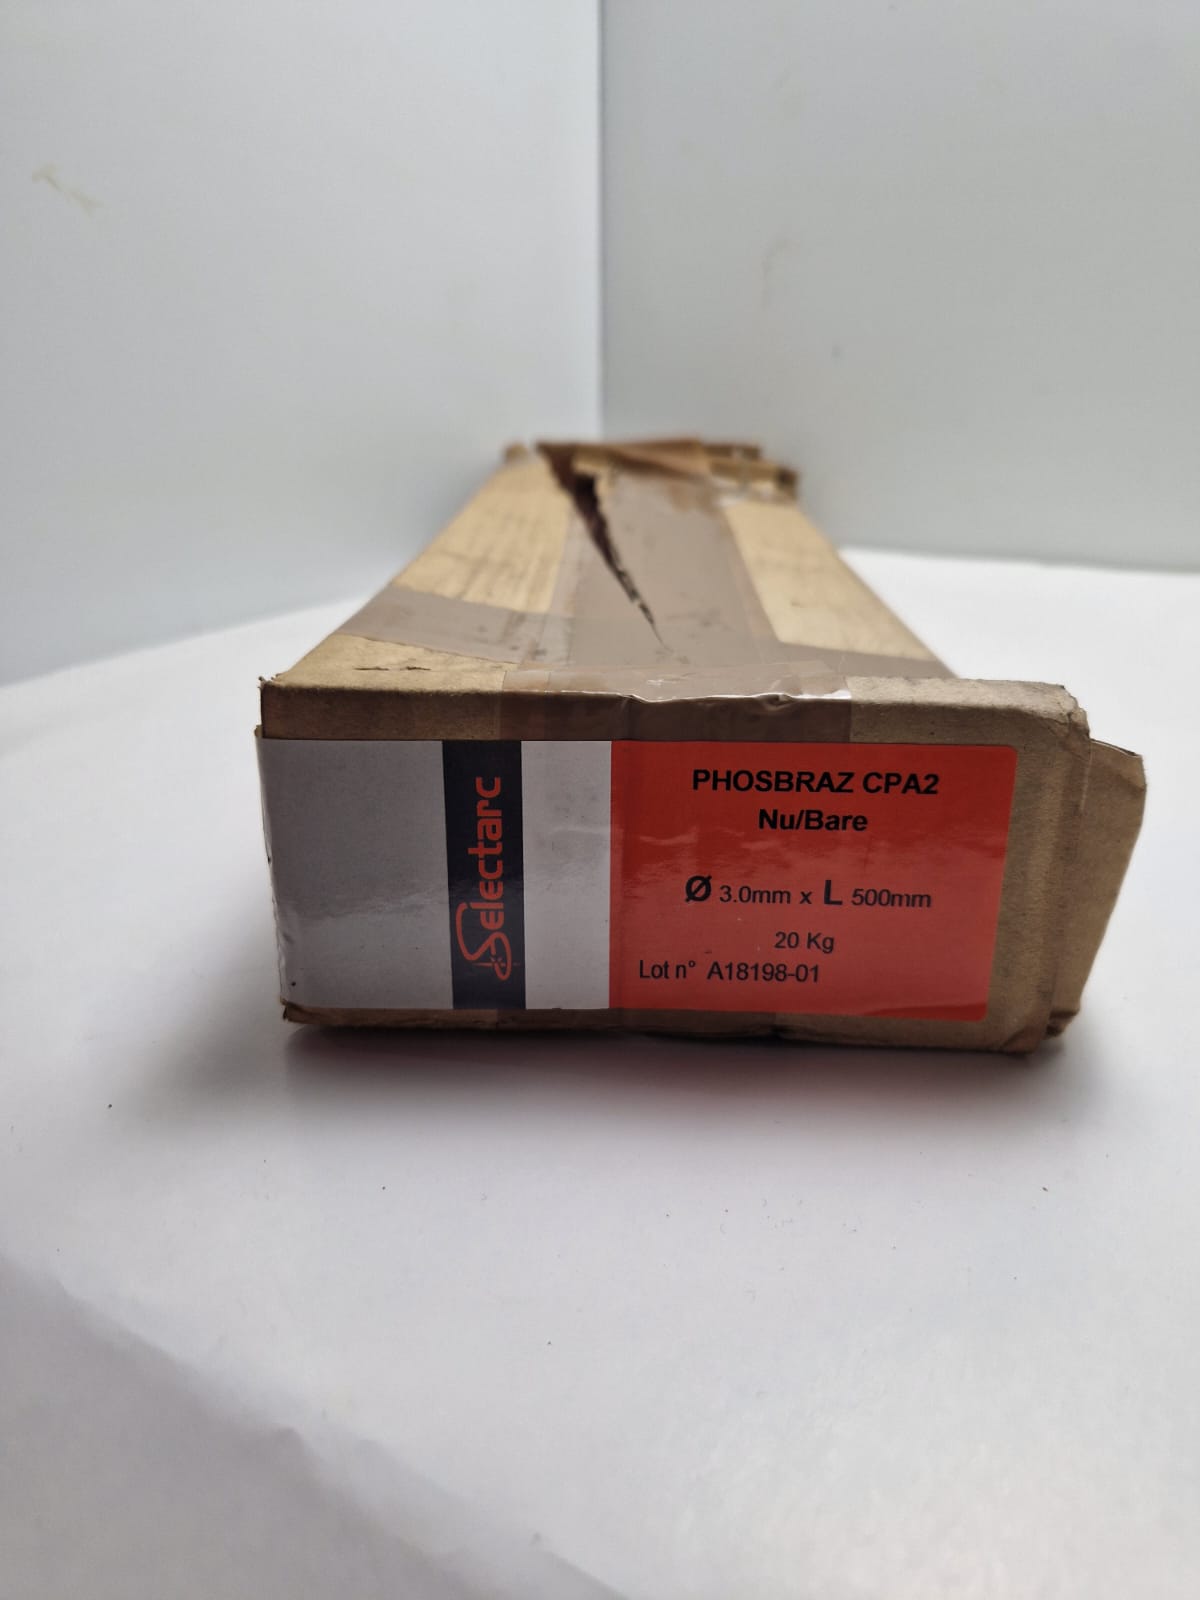 Selectarc
PHOSBRAZ CPA2
Nu/Bare
Ø 3.0mm x L 500mm
20 Kg
Lot n° A18198-01